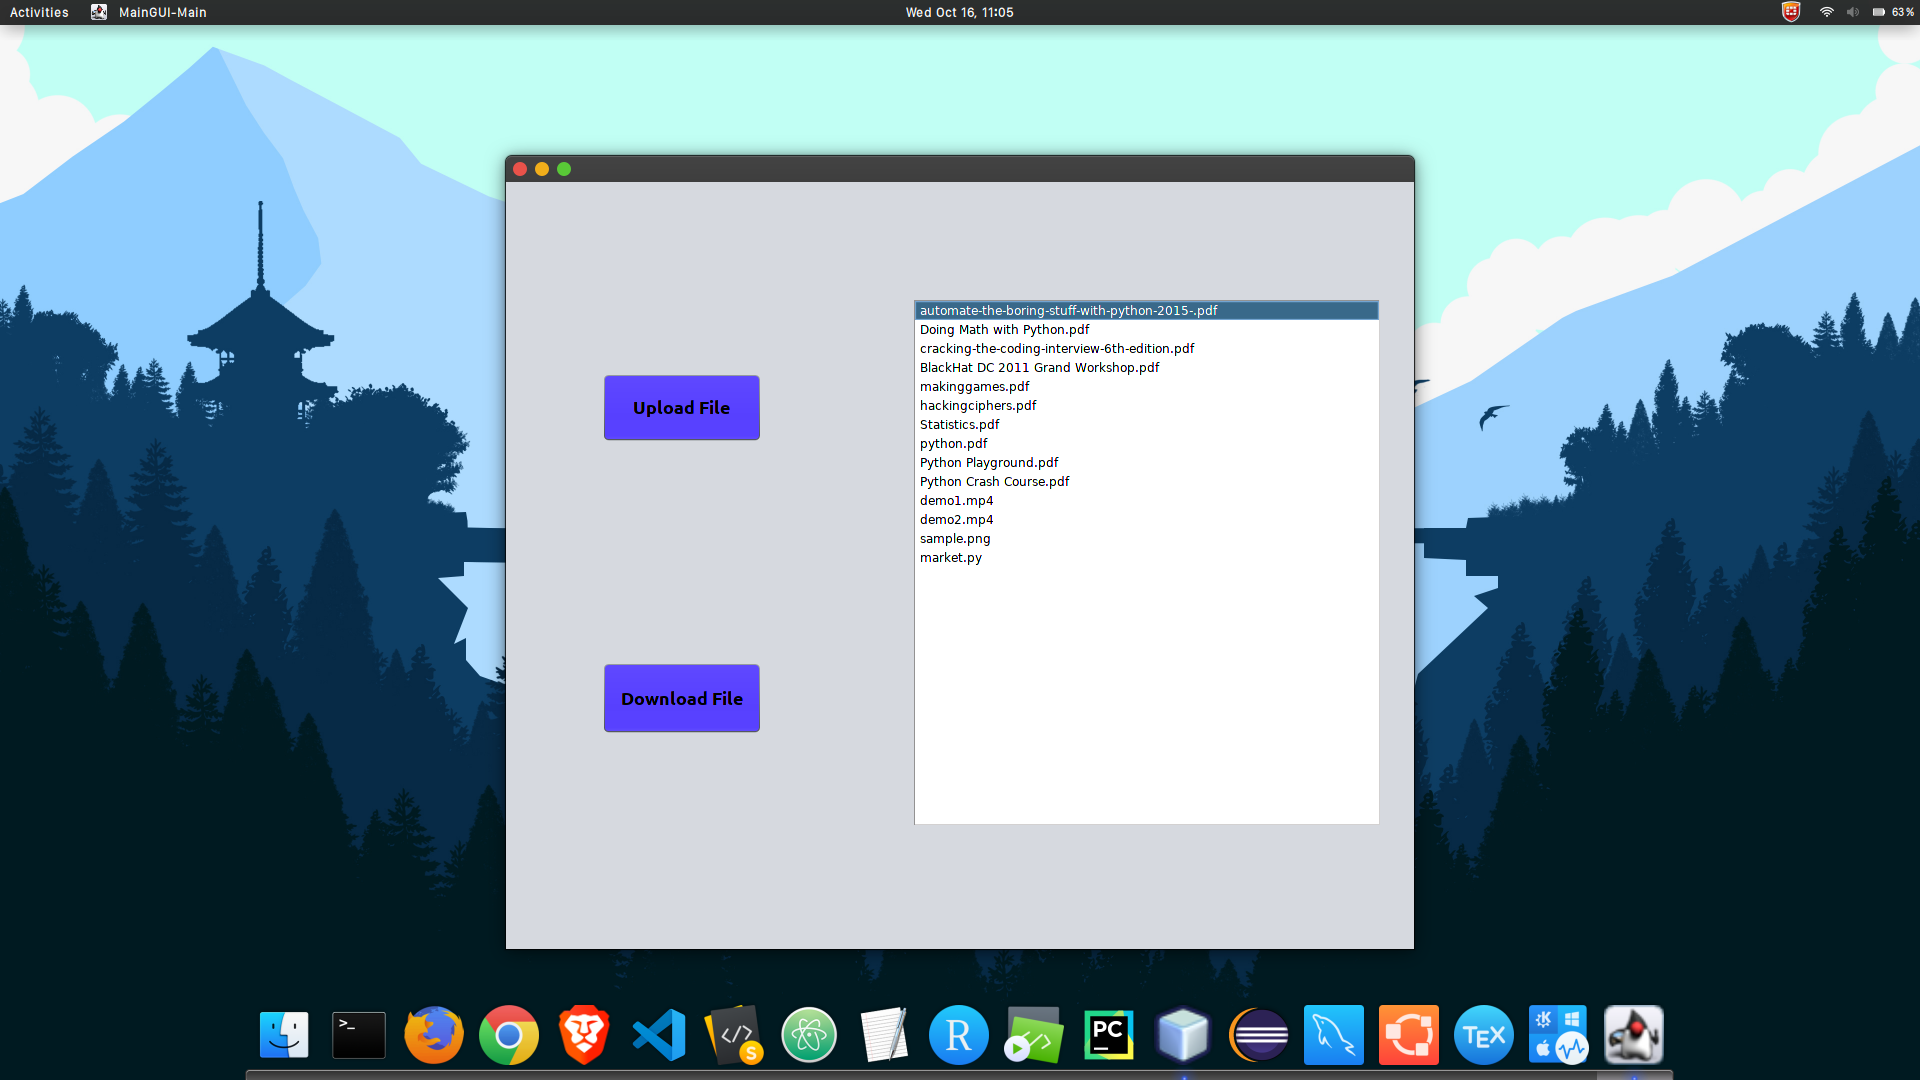 Activities MainGUI-Main Wed Oct 16, 11:05 63%
automate-the-boring-stuff-with-python-2015-.pdf
Doing Math with Python.pdf
cracking-the-coding-interview-6th-edition.pdf
BlackHat DC 2011 Grand Workshop.pdf
makinggames.pdf
hackingciphers.pdf
Statistics.pdf
python.pdf
Python Playground.pdf
Python Crash Course.pdf
demo1.mp4
demo2.mp4
sample.png
market.py
Upload File
Download File
>_ </> S R </> PC TEX K